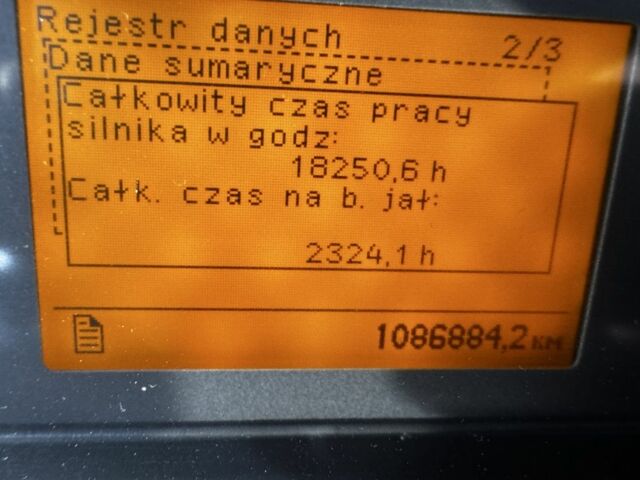 Rejestr danych
2/3
Dane sumaryczne
Całkowity czas pracy
silnika w godz:
18250,6 h
Całk. czas na b. jał:
2324,1 h
1086884,2 км